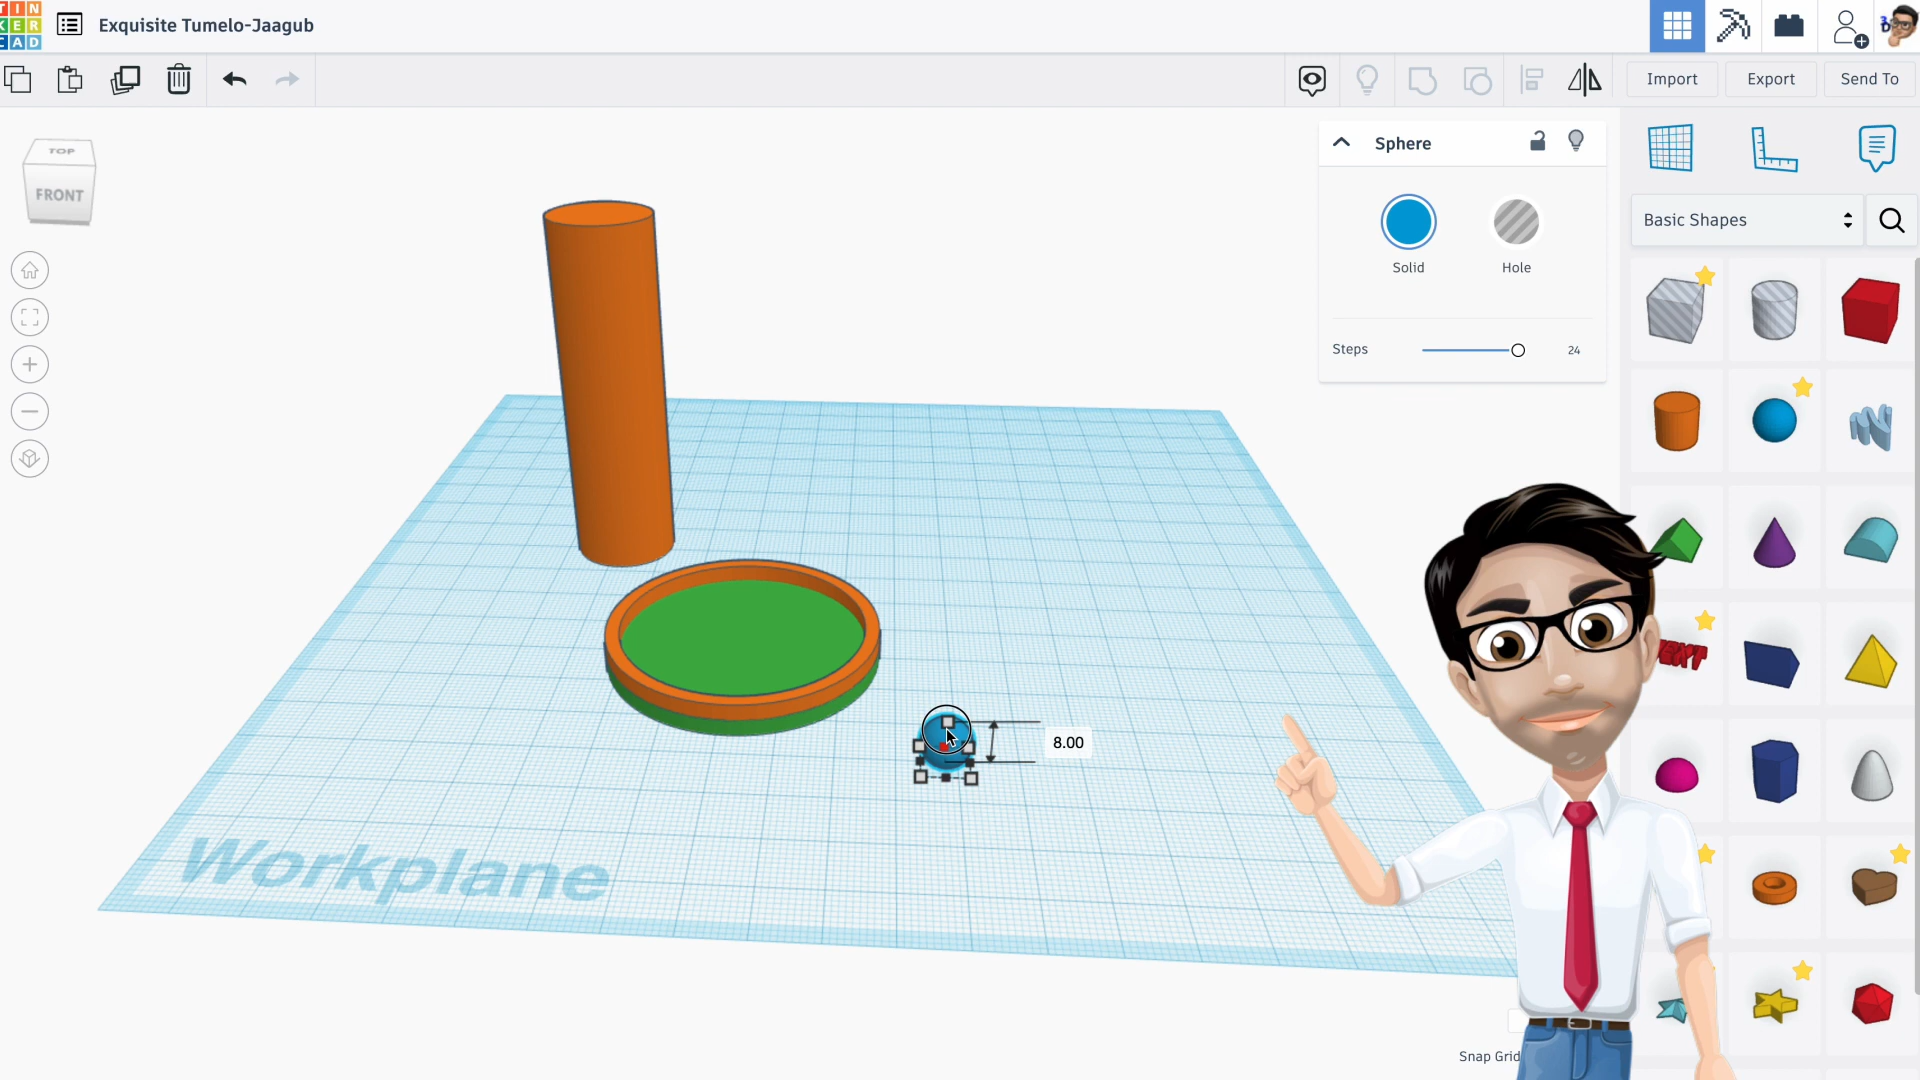 TIN
KER
CAD
Exquisite Tumelo-Jaagub
Import
Export
Send To
TOP
FRONT
Sphere
Solid
Hole
Steps
24
Basic Shapes
8.00
Workplane
Snap Grid